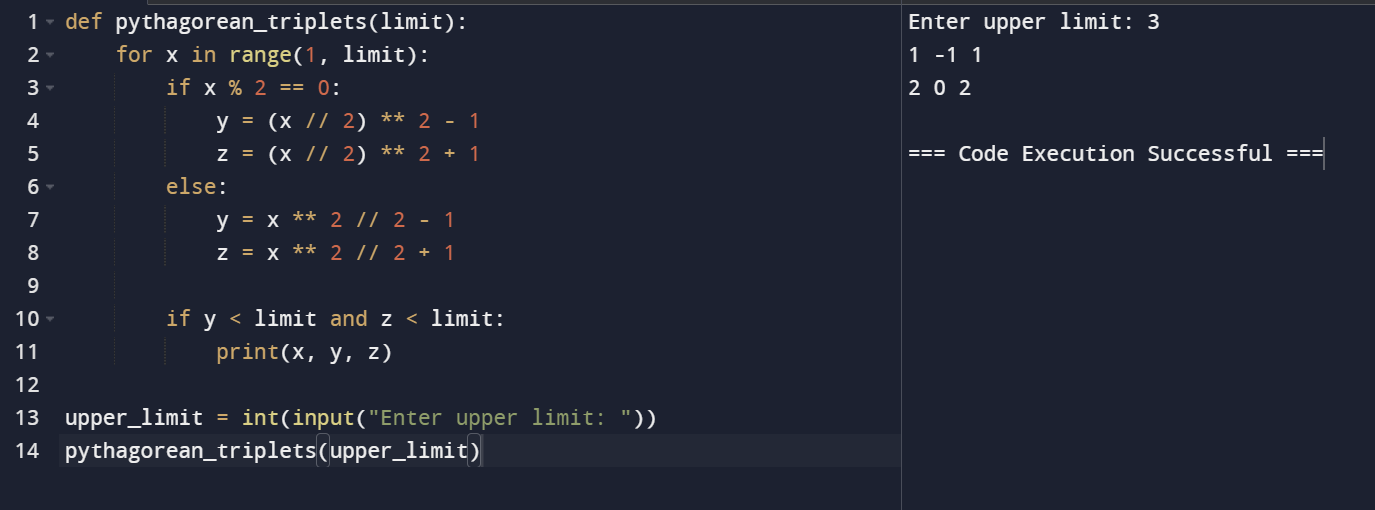 1 def pythagorean_triplets(limit):
2     for x in range(1, limit):
3         if x % 2 == 0:
4             y = (x // 2) ** 2 - 1
5             z = (x // 2) ** 2 + 1
6         else:
7             y = x ** 2 // 2 - 1
8             z = x ** 2 // 2 + 1
9
10         if y < limit and z < limit:
11             print(x, y, z)
12
13 upper_limit = int(input("Enter upper limit: "))
14 pythagorean_triplets(upper_limit)
Enter upper limit: 3
1 -1 1
2 0 2
=== Code Execution Successful ===